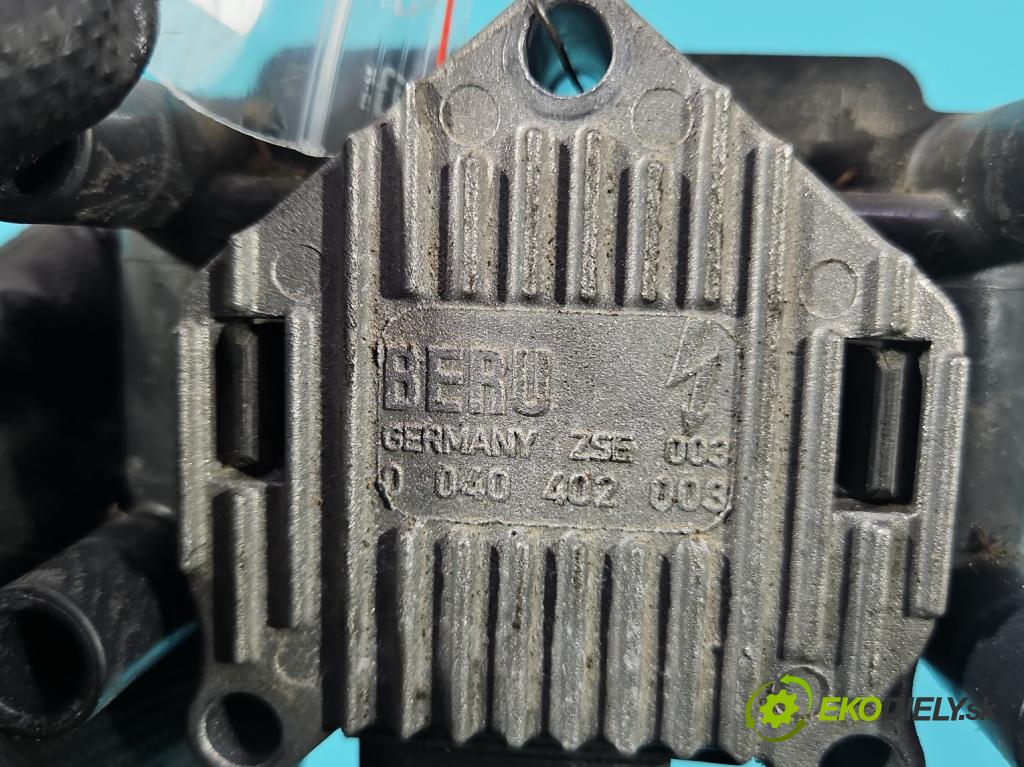 BERU
GERMANY ZSE 003
0 040 402 003
EKODIELY.sk